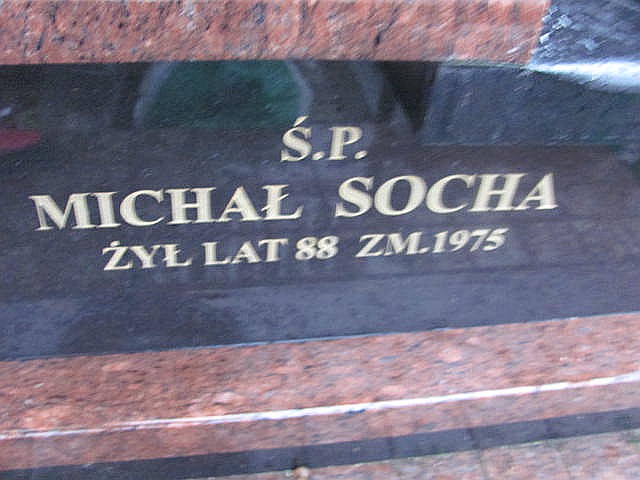 Ś.P.
MICHAŁ SOCHA
ŻYŁ LAT 88 ZM.1975